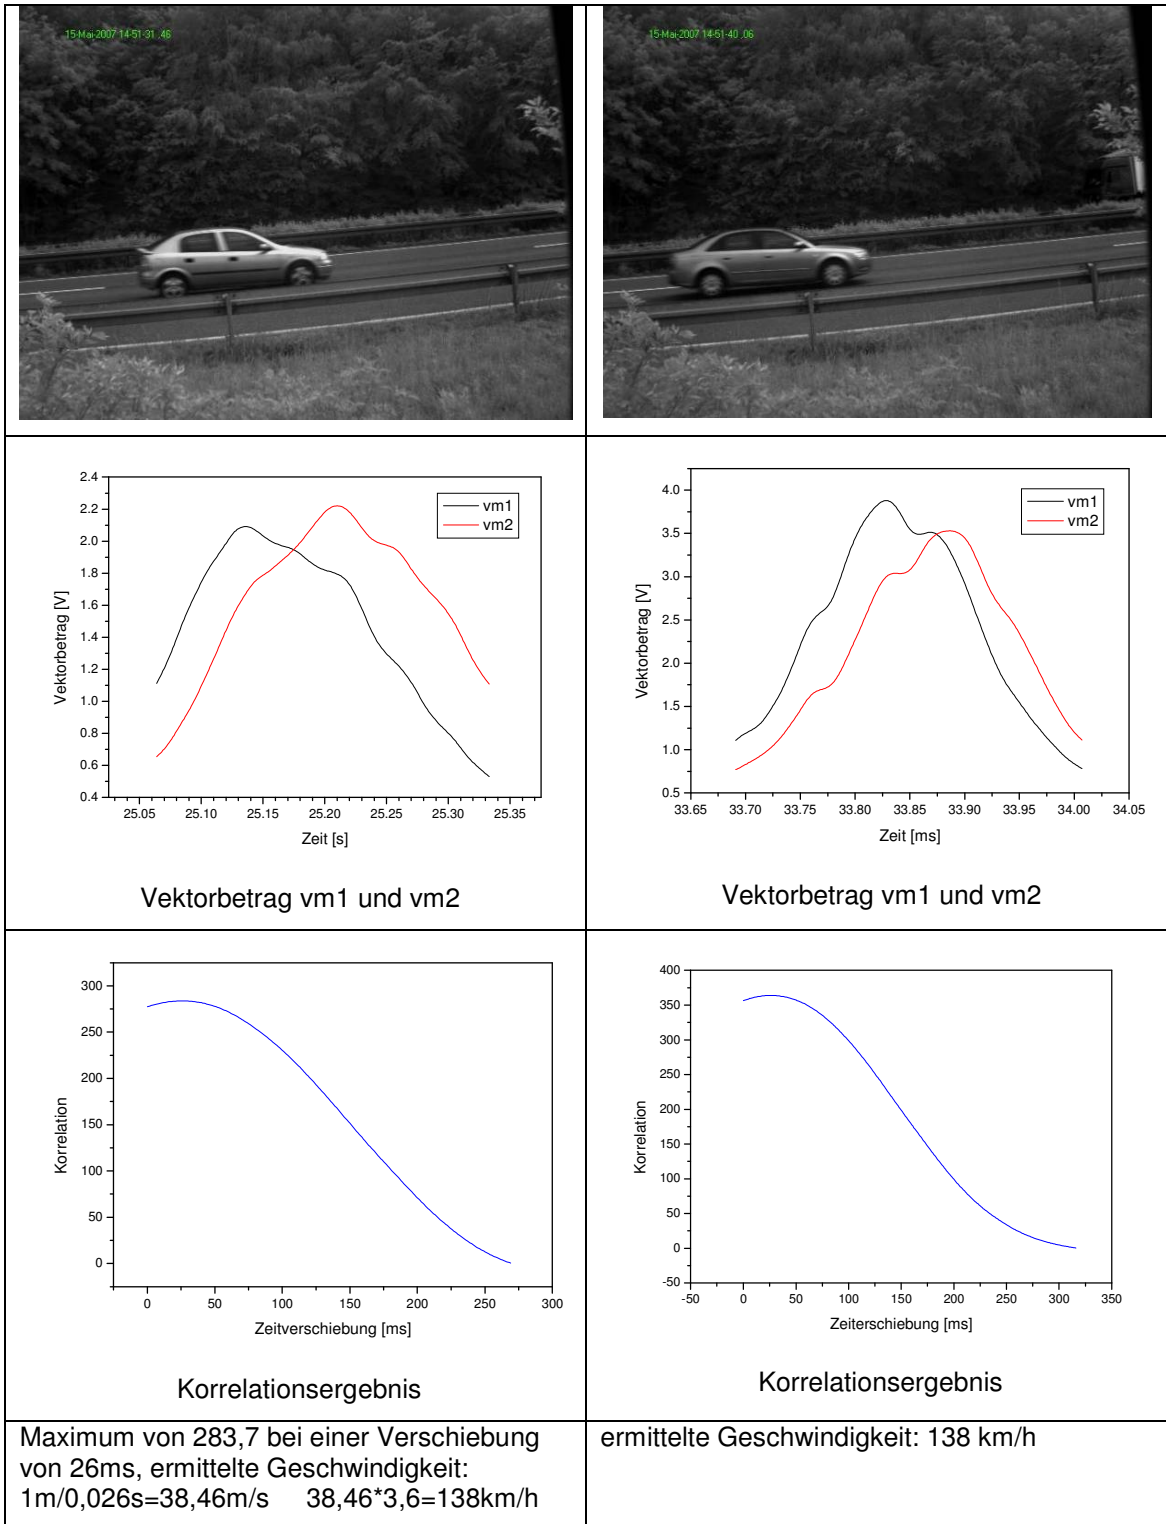 15-Mai-2007 14-51-31 .46
15-Mai-2007 14-51-40 .06
2.4
2.2
2.0
1.8
1.6
1.4
1.2
1.0
0.8
0.6
0.4
Vektorbetrag [V]
vm1
vm2
25.05 25.10 25.15 25.20 25.25 25.30 25.35
Zeit [s]
Vektorbetrag vm1 und vm2
4.0
3.5
3.0
2.5
2.0
1.5
1.0
0.5
Vektorbetrag [V]
vm1
vm2
33.65 33.70 33.75 33.80 33.85 33.90 33.95 34.00 34.05
Zeit [ms]
Vektorbetrag vm1 und vm2
300
250
200
150
100
50
0
Korrelation
0 50 100 150 200 250 300
Zeitverschiebung [ms]
Korrelationsergebnis
400
350
300
250
200
150
100
50
0
-50
Korrelation
-50 0 50 100 150 200 250 300 350
Zeiterschiebung [ms]
Korrelationsergebnis
Maximum von 283,7 bei einer Verschiebung
von 26ms, ermittelte Geschwindigkeit:
1m/0,026s=38,46m/s 38,46*3,6=138km/h
ermittelte Geschwindigkeit: 138 km/h